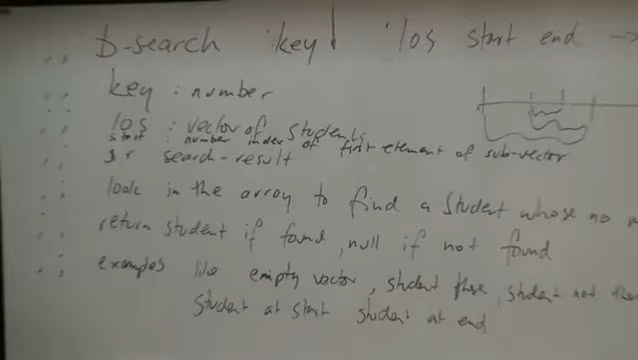 ;; b-search : key los start end →
;; key : number
;; los : vector of students
;; start : number index of first element of sub-vector
;; sr search-result
;; look in the array to find a student whose no
;; return student if found, null if not found
;; examples like empty vector, student there, student not
student at start student at end